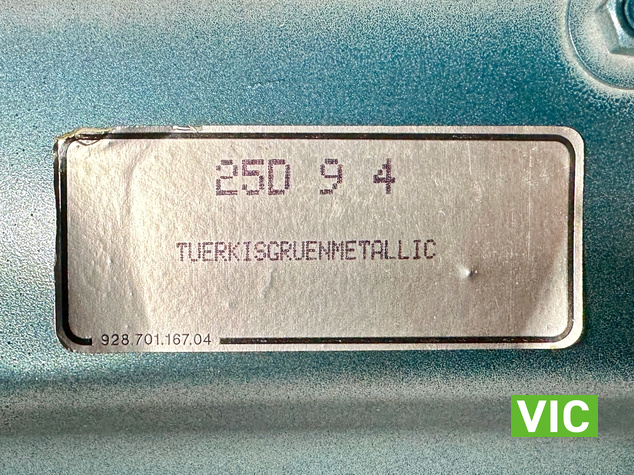 25D 9 4
TUERKISGRUENMETALLIC
928.701.167.04
VIC